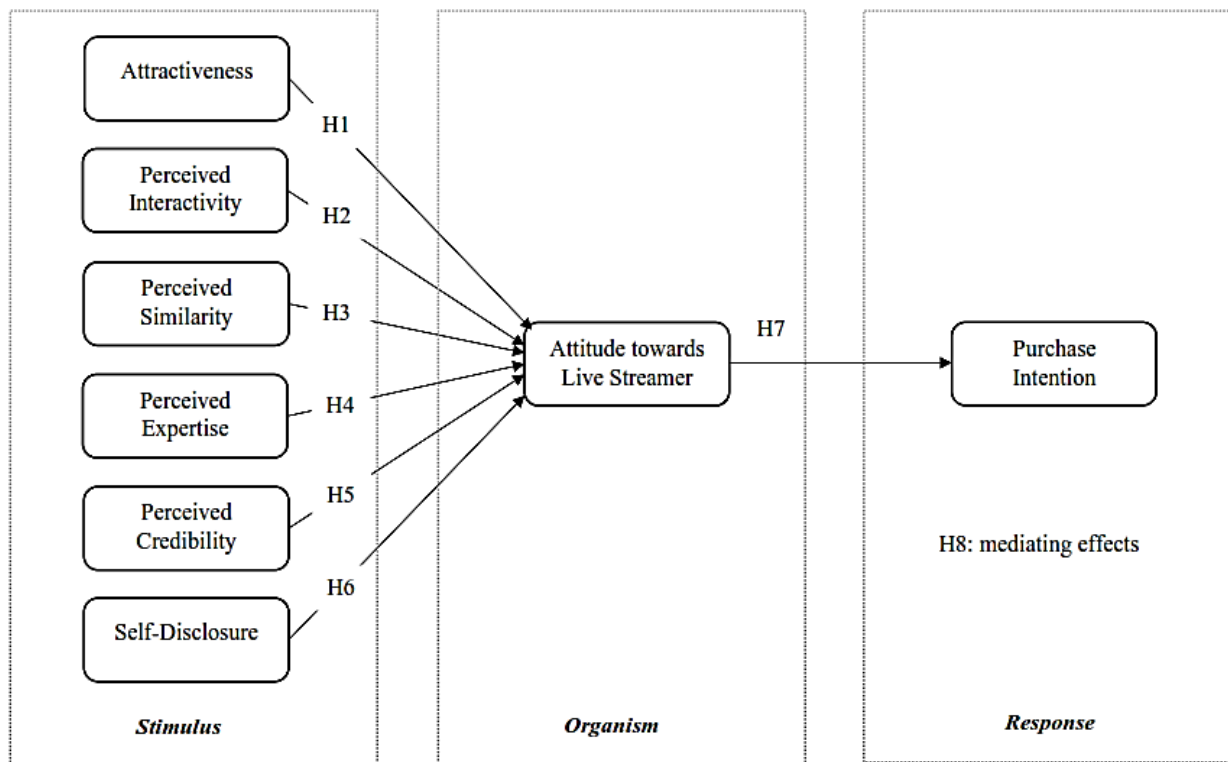 Attractiveness
H1
Perceived
Interactivity
H2
Perceived
Similarity
H3
Perceived
Expertise
H4
Perceived
Credibility
H5
Self-Disclosure
H6
Stimulus
Attitude towards
Live Streamer
H7
Organism
Purchase
Intention
H8: mediating effects
Response